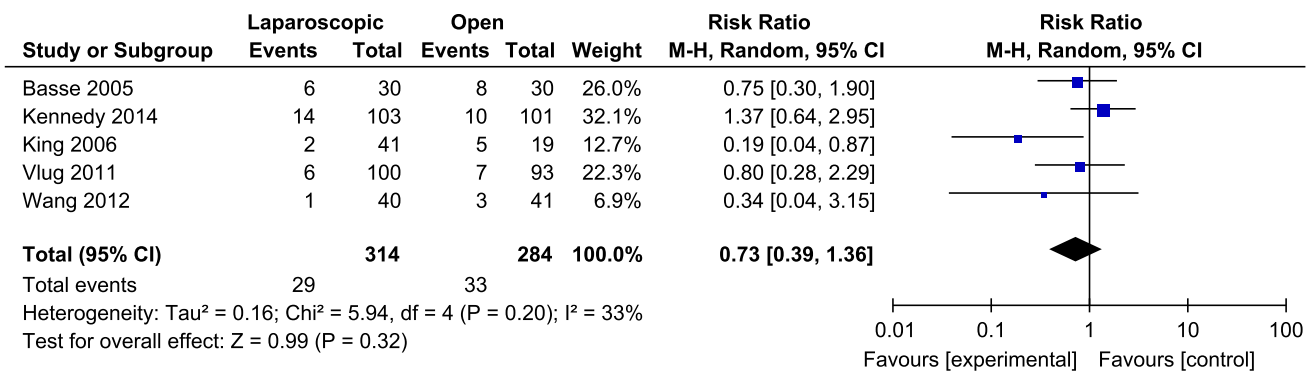 Laparoscopic Open Risk Ratio Risk Ratio
Study or Subgroup Events Total Events Total Weight M-H, Random, 95% CI M-H, Random, 95% CI
Basse 2005 6 30 8 30 26.0% 0.75 [0.30, 1.90]
Kennedy 2014 14 103 10 101 32.1% 1.37 [0.64, 2.95]
King 2006 2 41 5 19 12.7% 0.19 [0.04, 0.87]
Vlug 2011 6 100 7 93 22.3% 0.80 [0.28, 2.29]
Wang 2012 1 40 3 41 6.9% 0.34 [0.04, 3.15]
Total (95% CI) 314 284 100.0% 0.73 [0.39, 1.36]
Total events 29 33
Heterogeneity: Tau² = 0.16; Chi² = 5.94, df = 4 (P = 0.20); I² = 33%
Test for overall effect: Z = 0.99 (P = 0.32)
0.01 0.1 1 10 100
Favours [experimental] Favours [control]